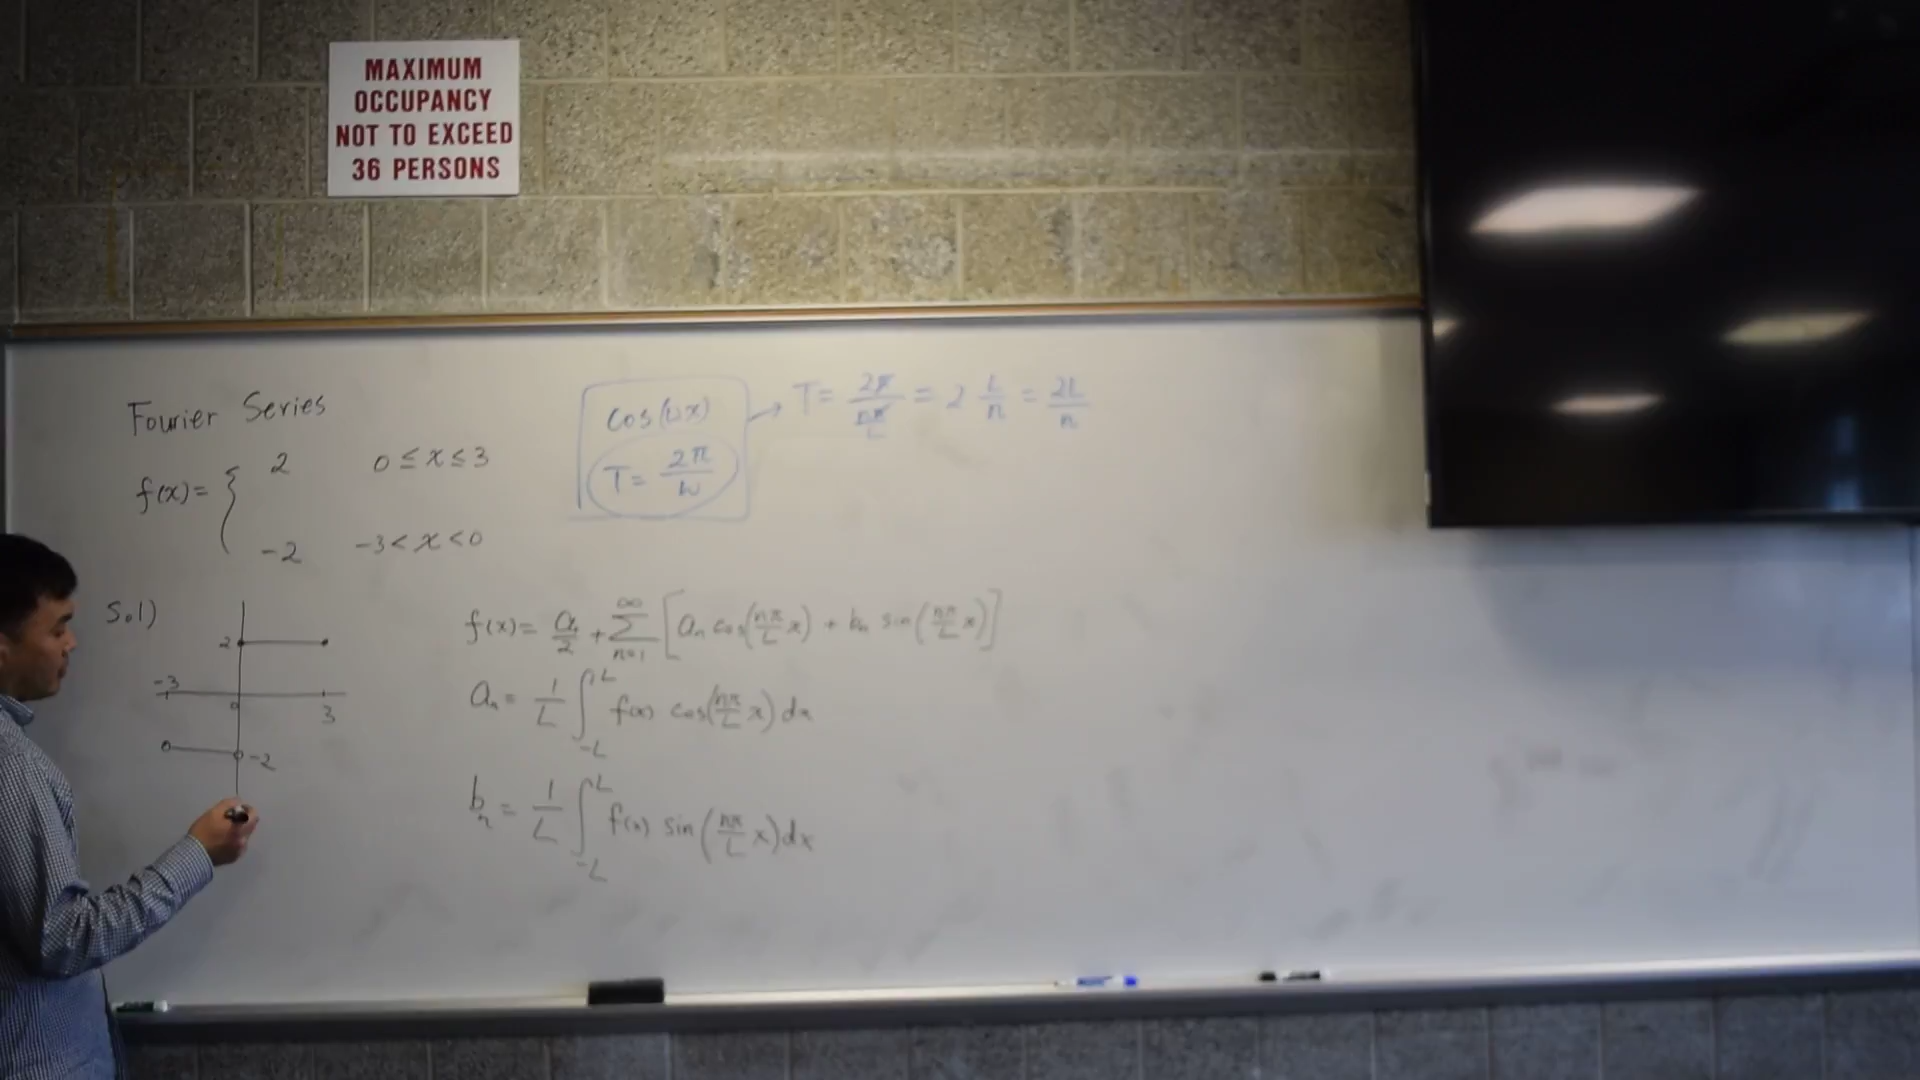 MAXIMUM
OCCUPANCY
NOT TO EXCEED
36 PERSONS
Fourier Series
f(x)= { 2 0 ≤ x ≤ 3
-2 -3 < x < 0
cos(ωx)
T = 2π/ω
→ T = 2π/(nπ/L) = 2 L/n = 2L/n
Sol)
2
-3 0 3
-2
f(x) = a₀/2 + ∑_{n=1}^{∞} [aₙ cos(nπ/L x) + bₙ sin(nπ/L x)]
aₙ = 1/L ∫_{-L}^{L} f(x) cos(nπ/L x) dx
bₙ = 1/L ∫_{-L}^{L} f(x) sin(nπ/L x) dx